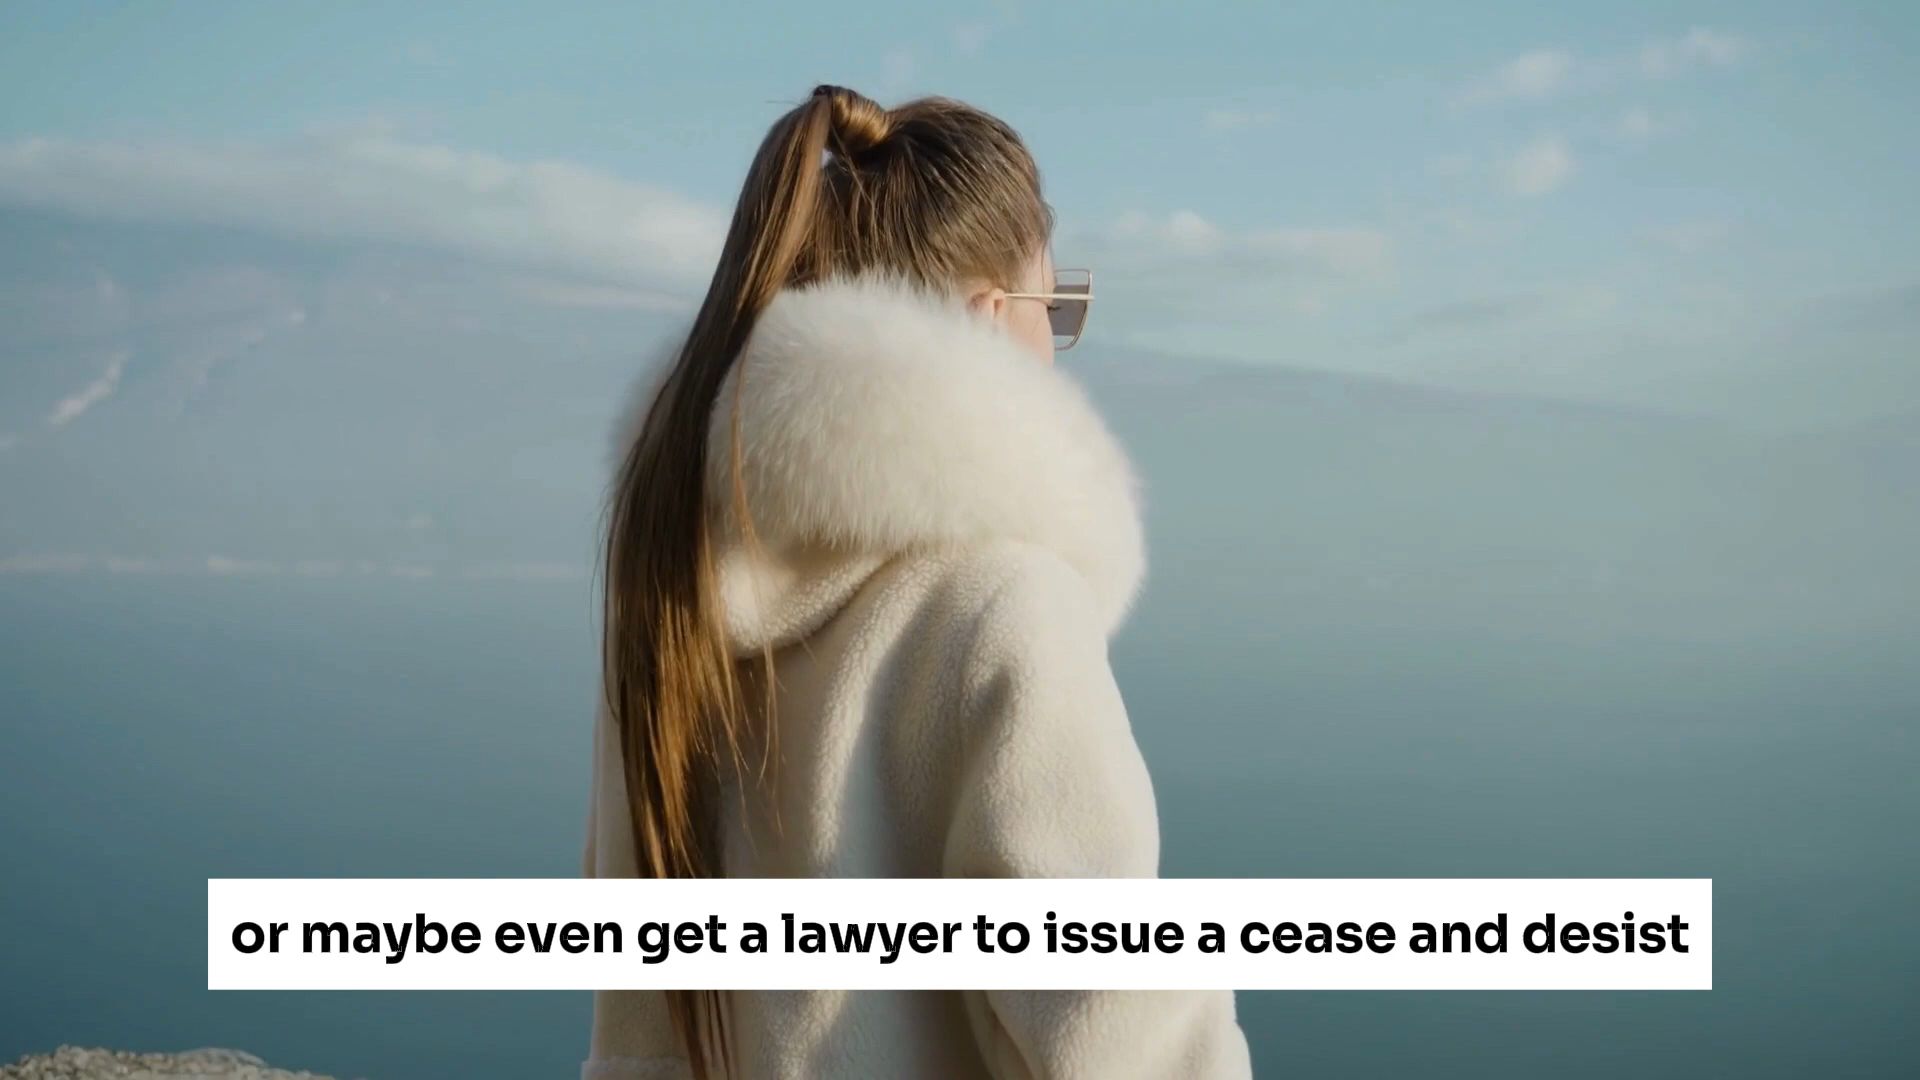 or maybe even get a lawyer to issue a cease and desist